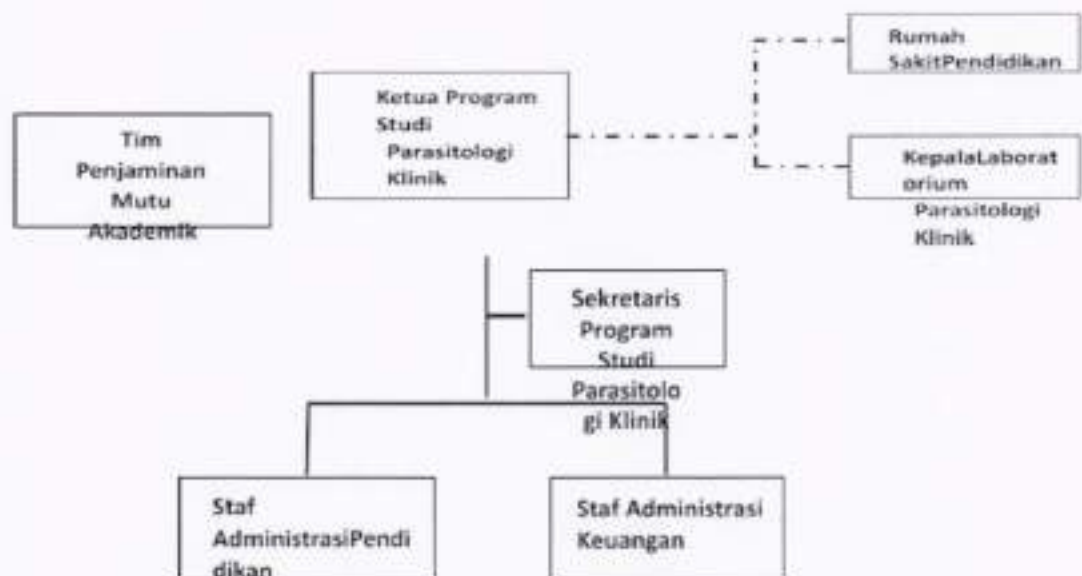 Rumah
SakitPendidikan
Ketua Program
Studi
Parasitologi
Klinik
Tim
Penjaminan
Mutu
Akademik
KepalaLaborat
orium
Parasitologi
Klinik
Sekretaris
Program
Studi
Parasitolo
gi Klinik
Staf
AdministrasiPendi
dikan
Staf Administrasi
Keuangan